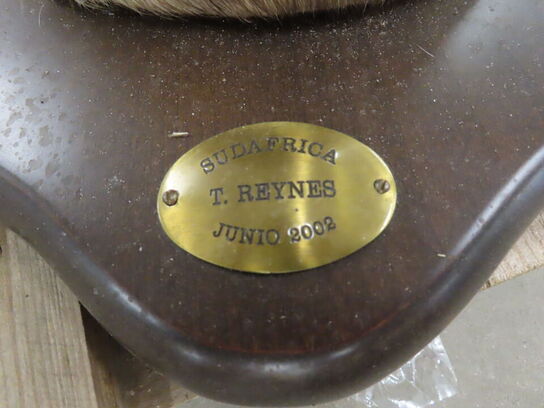 SUDAFRICA
T. REYNES
JUNIO 2002